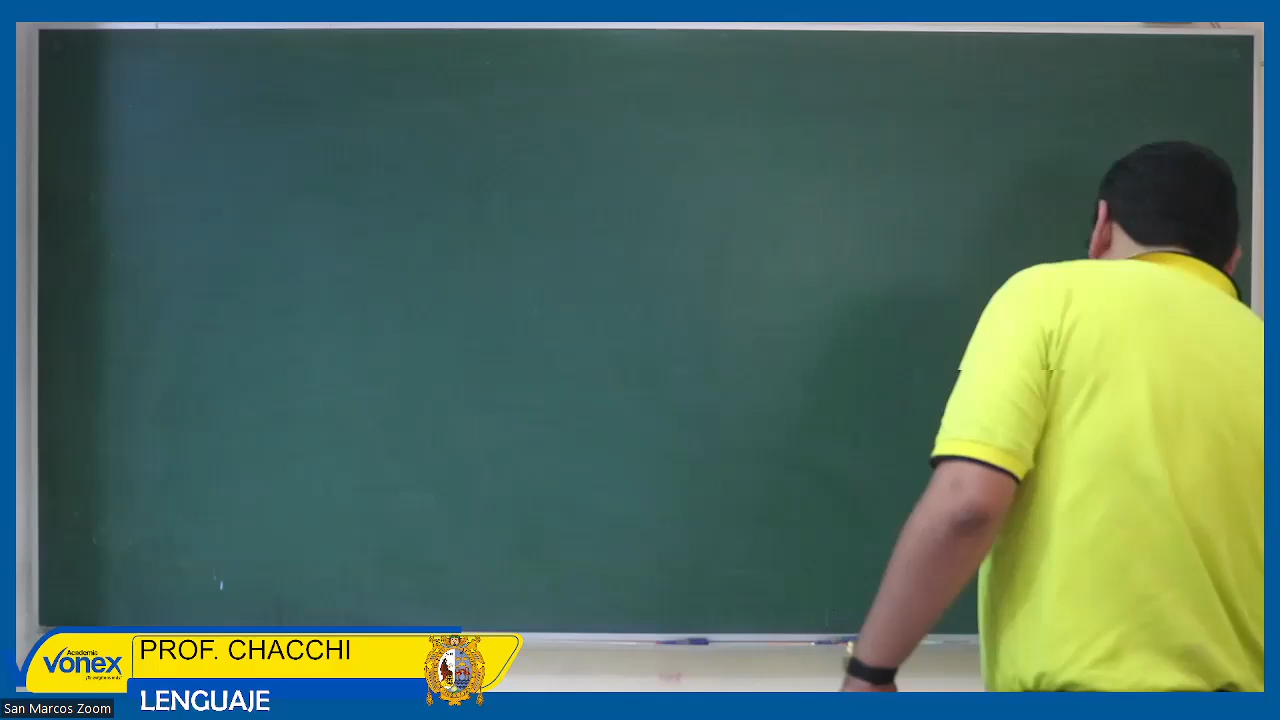 PROF. CHACCHI
Academia
vonex
LENGUAJE
San Marcos Zoom